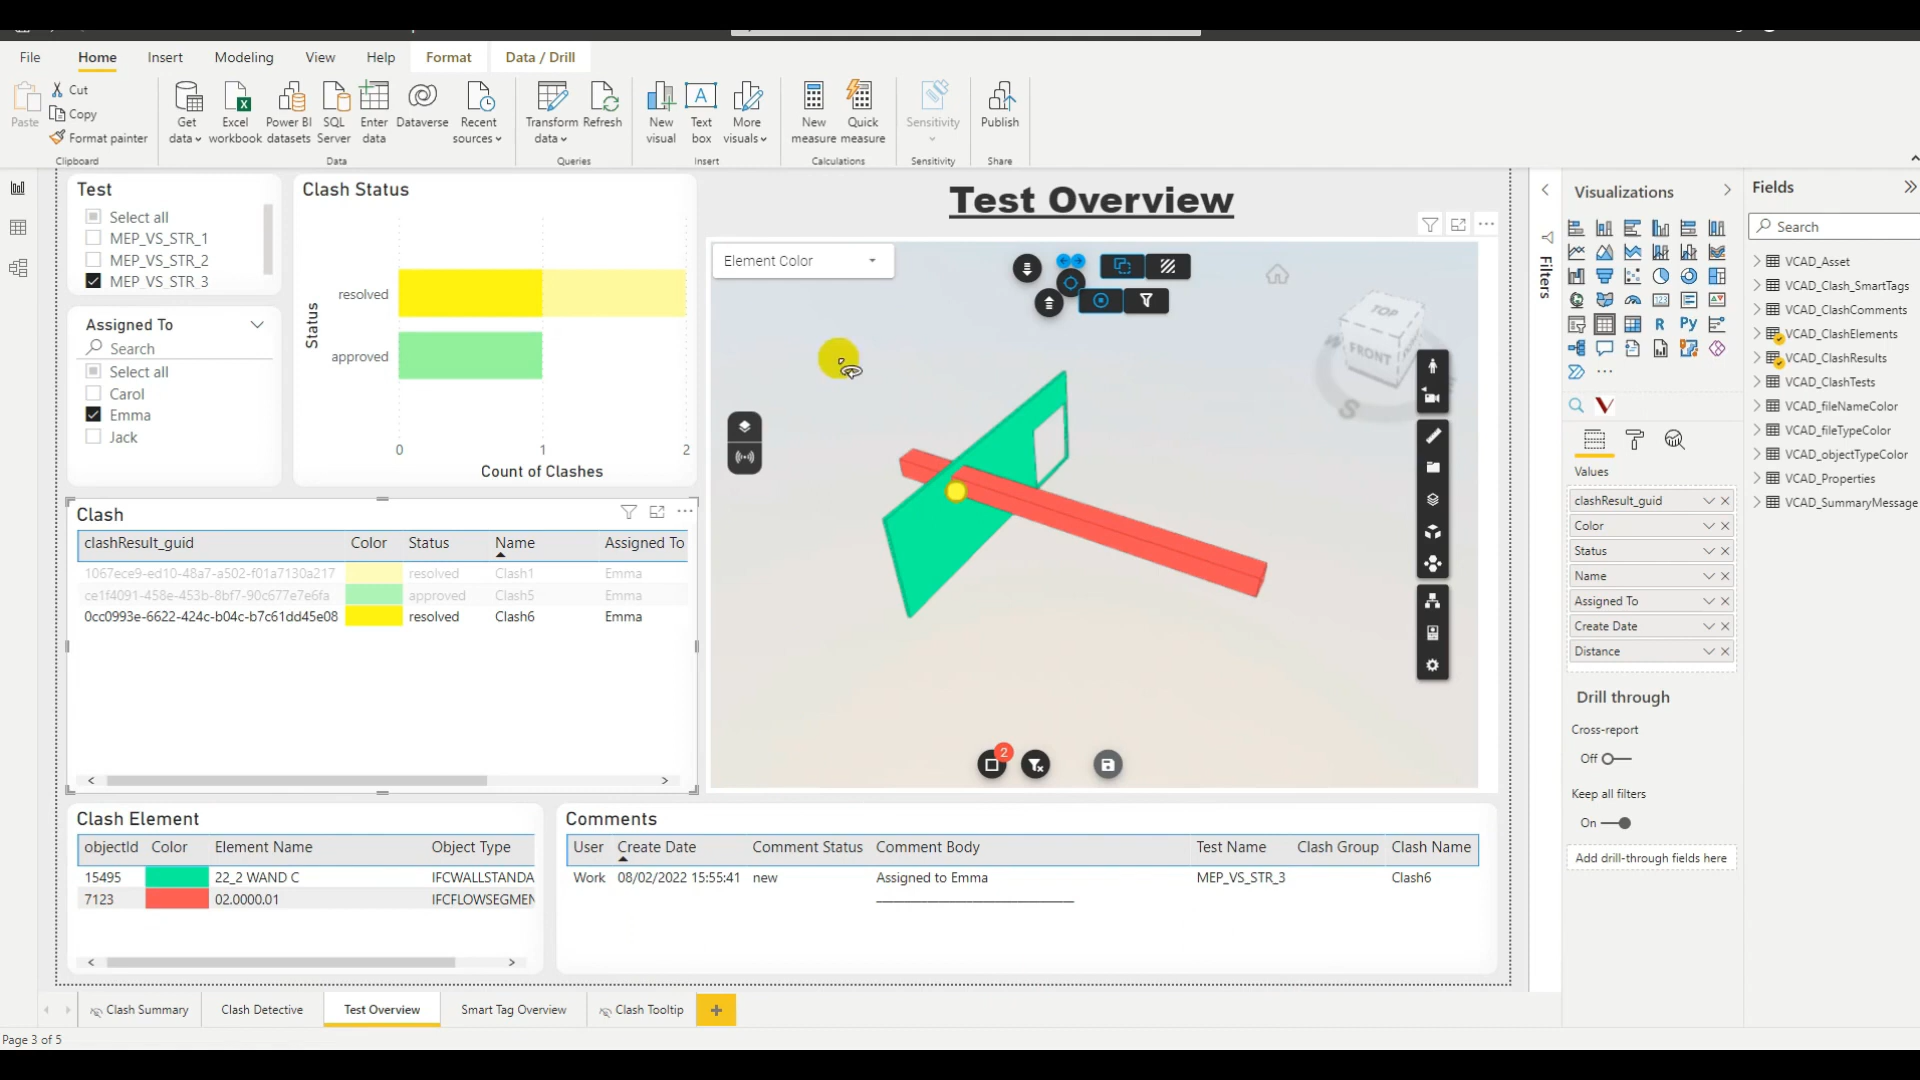 File Home Insert Modeling View Help Format Data / Drill
Paste
Cut
Copy
Format painter
Clipboard
Get data
Excel workbook
Power BI datasets
SQL Server
Enter data
Dataverse
Recent sources
Data
Transform data
Refresh
Queries
New visual
Text box
More visuals
Insert
New measure
Quick measure
Calculations
Sensitivity
Sensitivity
Publish
Share
Test
Select all
MEP_VS_STR_1
MEP_VS_STR_2
MEP_VS_STR_3
Assigned To
Search
Select all
Carol
Emma
Jack
Clash Status
Status
resolved
approved
0 1 2
Count of Clashes
Test Overview
Element Color
TOP
FRONT
S
2
Clash
clashResult_guid Color Status Name Assigned To
1067ece9-ed10-48a7-a502-f01a7130a217 resolved Clash1 Emma
ce1f4091-458e-453b-8bf7-90c677e7e6fa approved Clash5 Emma
0cc0993e-6622-424c-b04c-b7c61dd45e08 resolved Clash6 Emma
Clash Element
objectId Color Element Name Object Type
15495 22_2 WAND C IFCWALLSTANDA
7123 02.0000.01 IFCFLOWSEGMEN
Comments
User Create Date Comment Status Comment Body Test Name Clash Group Clash Name
Work 08/02/2022 15:55:41 new Assigned to Emma MEP_VS_STR_3 Clash6
Filters
Visualizations
R Py
Values
clashResult_guid
Color
Status
Name
Assigned To
Create Date
Distance
Drill through
Cross-report
Off
Keep all filters
On
Add drill-through fields here
Fields
Search
VCAD_Asset
VCAD_Clash_SmartTags
VCAD_ClashComments
VCAD_ClashElements
VCAD_ClashResults
VCAD_ClashTests
VCAD_fileNameColor
VCAD_fileTypeColor
VCAD_objectTypeColor
VCAD_Properties
VCAD_SummaryMessage
Clash Summary Clash Detective Test Overview Smart Tag Overview Clash Tooltip +
Page 3 of 5